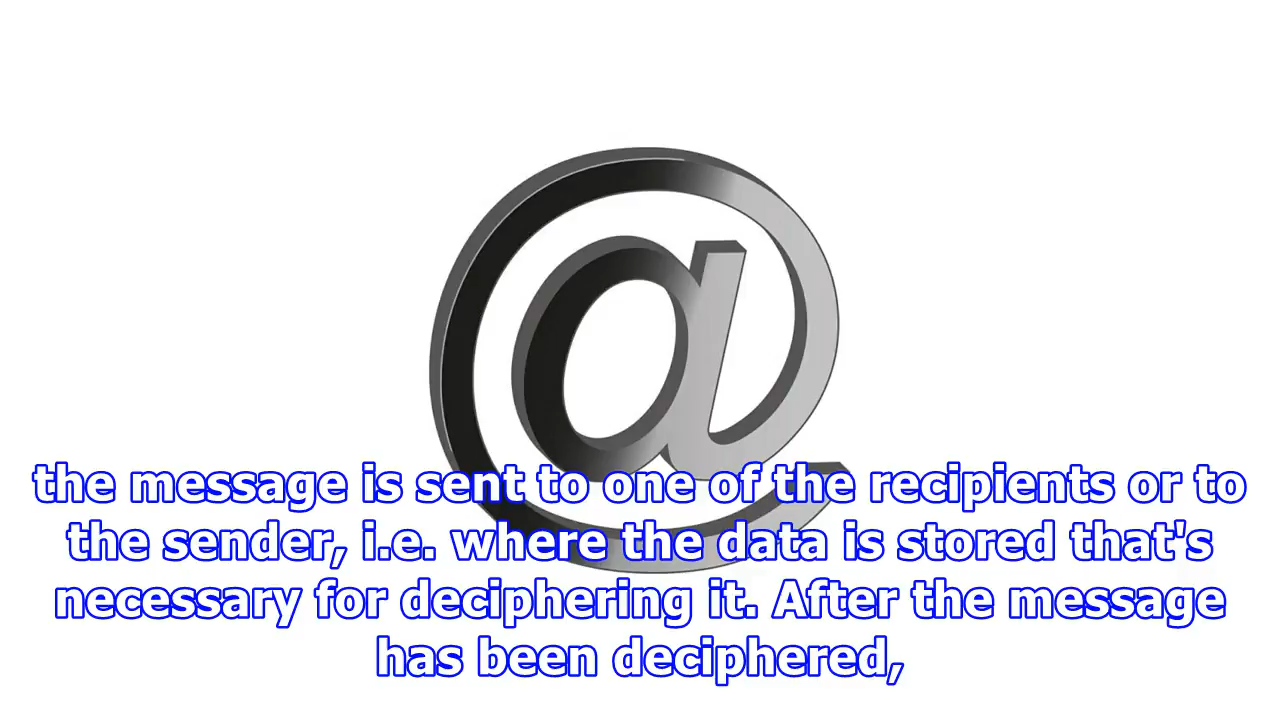 the message is sent to one of the recipients or to
the sender, i.e. where the data is stored that's
necessary for deciphering it. After the message
has been deciphered,